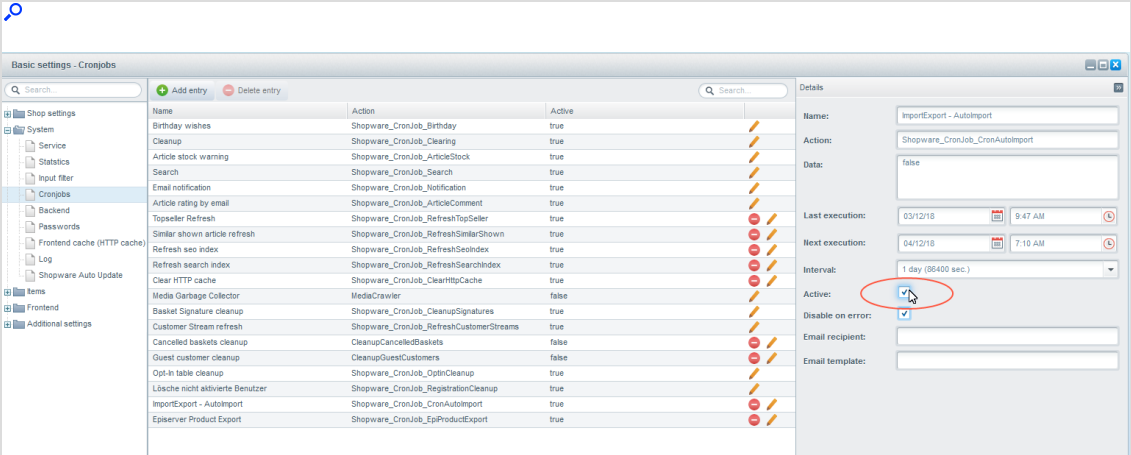 Basic settings - Cronjobs
Search...
Shop settings
System
Service
Statistics
Input filter
Cronjobs
Backend
Passwords
Frontend cache (HTTP cache)
Log
Shopware Auto Update
Items
Frontend
Additional settings
Add entry Delete entry Search...
Name Action Active
Birthday wishes Shopware_CronJob_Birthday true
Cleanup Shopware_CronJob_Clearing true
Article stock warning Shopware_CronJob_ArticleStock true
Search Shopware_CronJob_Search true
Email notification Shopware_CronJob_Notification true
Article rating by email Shopware_CronJob_ArticleComment true
Topseller Refresh Shopware_CronJob_RefreshTopSeller true
Similar shown article refresh Shopware_CronJob_RefreshSimilarShown true
Refresh seo index Shopware_CronJob_RefreshSeoIndex true
Refresh search index Shopware_CronJob_RefreshSearchIndex true
Clear HTTP cache Shopware_CronJob_ClearHttpCache true
Media Garbage Collector MediaCrawler false
Basket Signature cleanup Shopware_CronJob_CleanupSignatures true
Customer Stream refresh Shopware_CronJob_RefreshCustomerStreams true
Cancelled baskets cleanup CleanupCancelledBaskets false
Guest customer cleanup CleanupGuestCustomers false
Opt-In table cleanup Shopware_CronJob_OptinCleanup true
Lösche nicht aktivierte Benutzer Shopware_CronJob_RegistrationCleanup true
ImportExport - AutoImport Shopware_CronJob_CronAutoImport true
Episerver Product Export Shopware_CronJob_EpiProductExport true
Details
Name: ImportExport - AutoImport
Action: Shopware_CronJob_CronAutoImport
Data: false
Last execution: 03/12/18 9:47 AM
Next execution: 04/12/18 7:10 AM
Interval: 1 day (86400 sec.)
Active:
Disable on error:
Email recipient:
Email template: